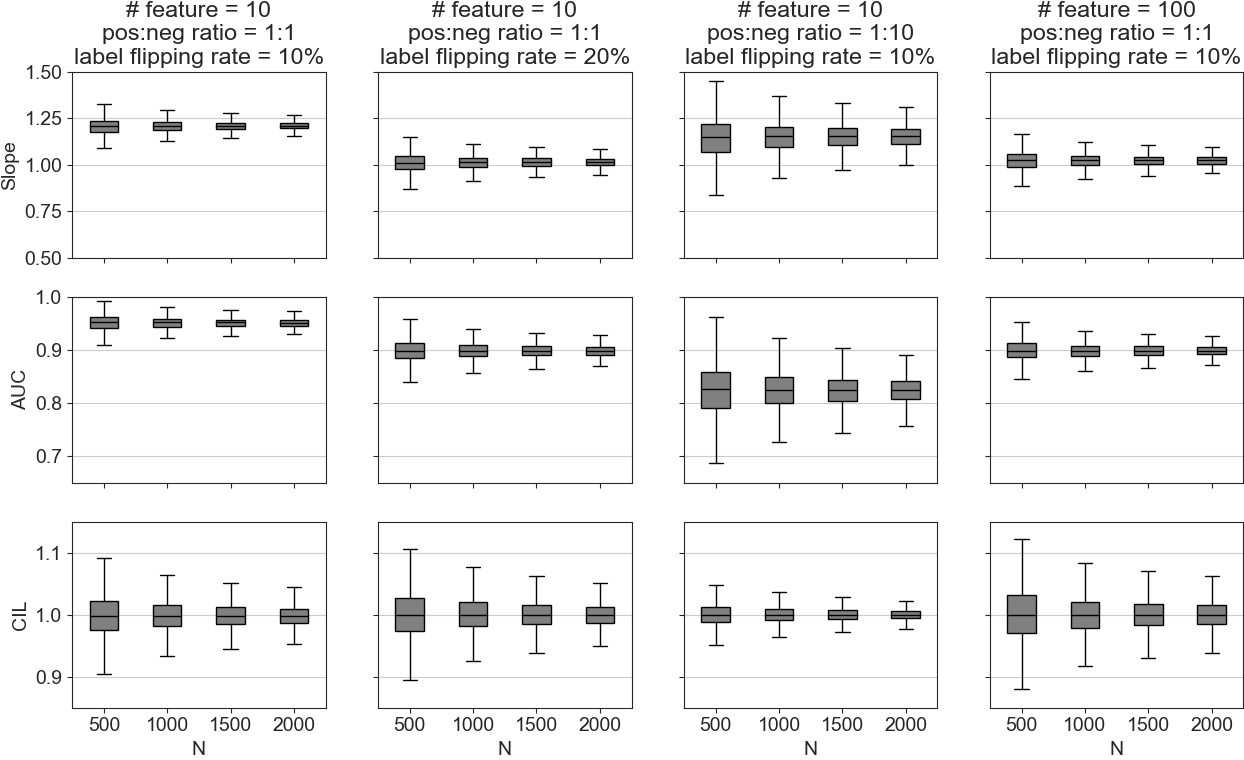 # feature = 10
pos:neg ratio = 1:1
label flipping rate = 10%
# feature = 10
pos:neg ratio = 1:1
label flipping rate = 20%
# feature = 10
pos:neg ratio = 1:10
label flipping rate = 10%
# feature = 100
pos:neg ratio = 1:1
label flipping rate = 10%
Slope
1.50
1.25
1.00
0.75
0.50
AUC
1.0
0.9
0.8
0.7
CIL
1.1
1.0
0.9
500 1000 1500 2000
N
500 1000 1500 2000
N
500 1000 1500 2000
N
500 1000 1500 2000
N